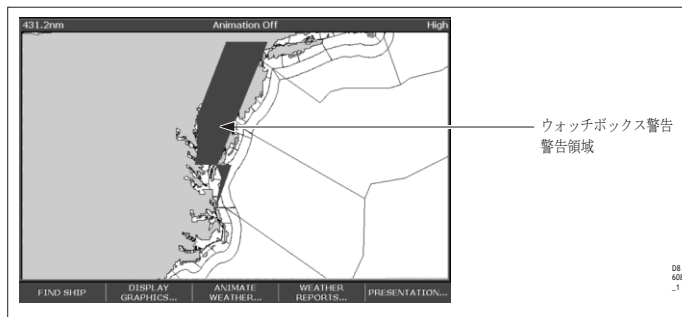 431.2nm Animation Off High
ウォッチボックス警告
警告領域
D8
608
_1
FIND SHIP
DISPLAY
GRAPHICS...
ANIMATE
WEATHER...
WEATHER
REPORTS...
PRESENTATION...